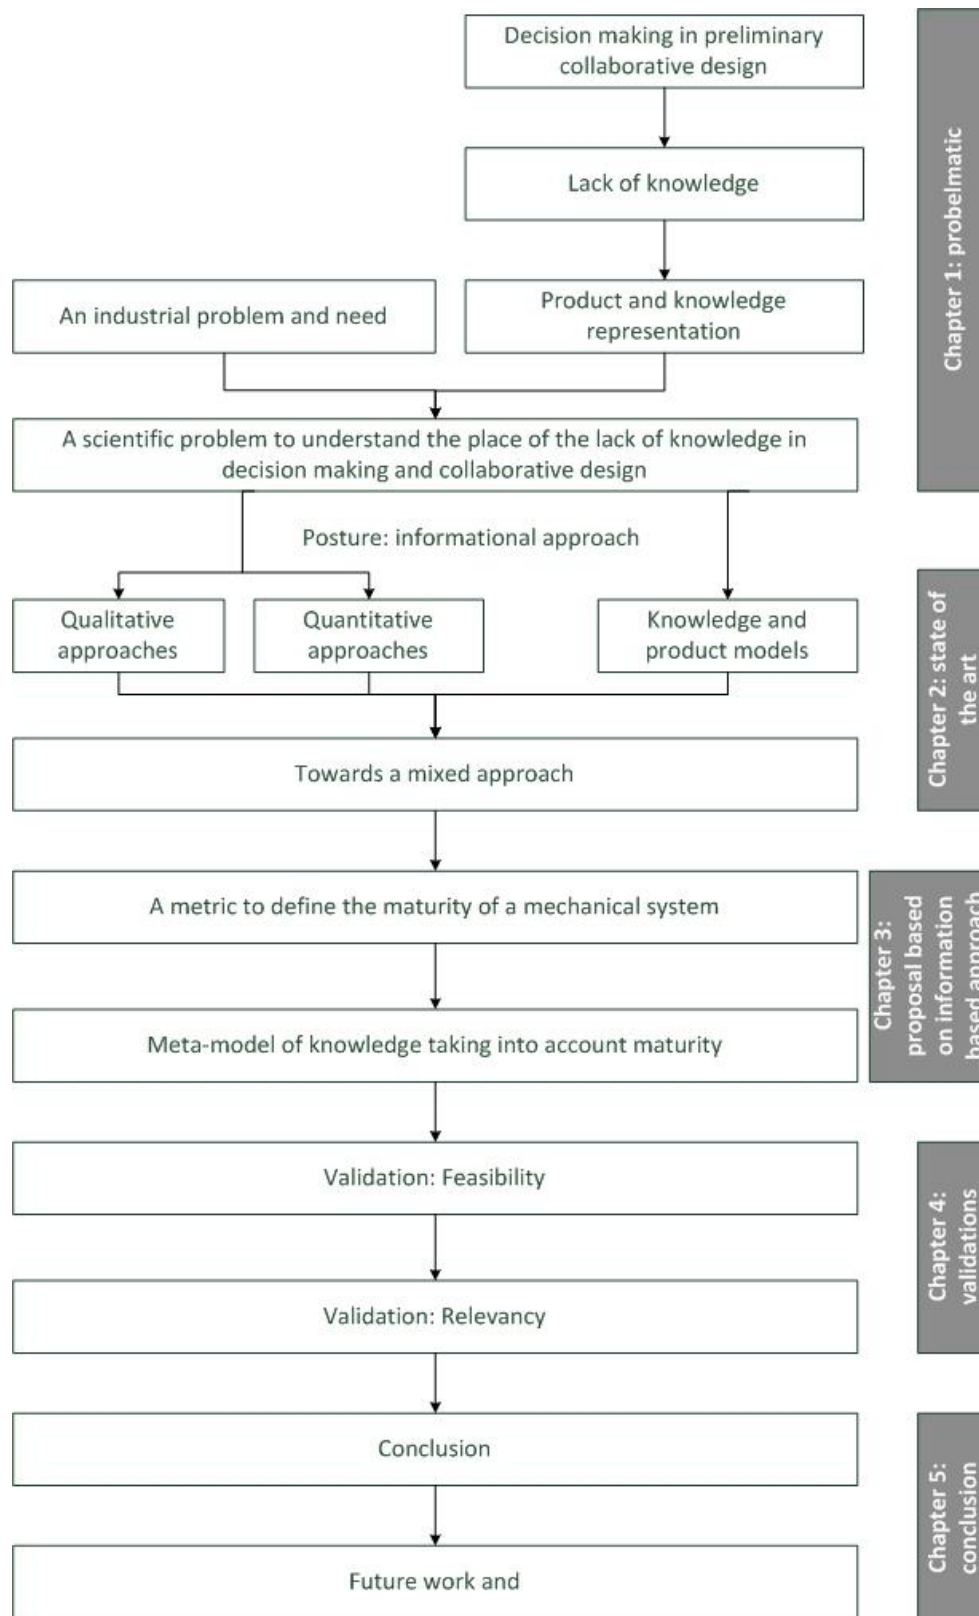 Decision making in preliminary
collaborative design
Lack of knowledge
An industrial problem and need
Product and knowledge
representation
A scientific problem to understand the place of the lack of knowledge in
decision making and collaborative design
Chapter 1: probelmatic
Posture: informational approach
Qualitative
approaches
Quantitative
approaches
Knowledge and
product models
Towards a mixed approach
Chapter 2: state of
the art
A metric to define the maturity of a mechanical system
Meta-model of knowledge taking into account maturity
Chapter 3:
proposal based
on information
based approach
Validation: Feasibility
Validation: Relevancy
Chapter 4:
validations
Conclusion
Future work and
Chapter 5:
conclusion